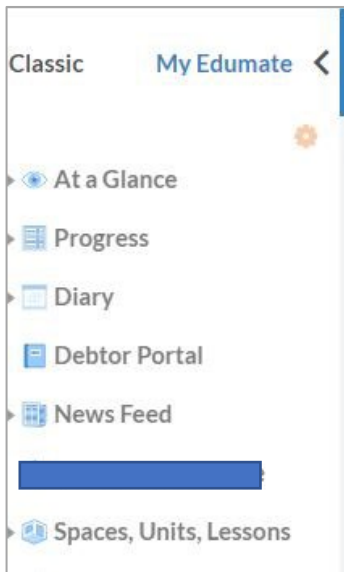 Classic My Edumate
At a Glance
Progress
Diary
Debtor Portal
News Feed
Spaces, Units, Lessons